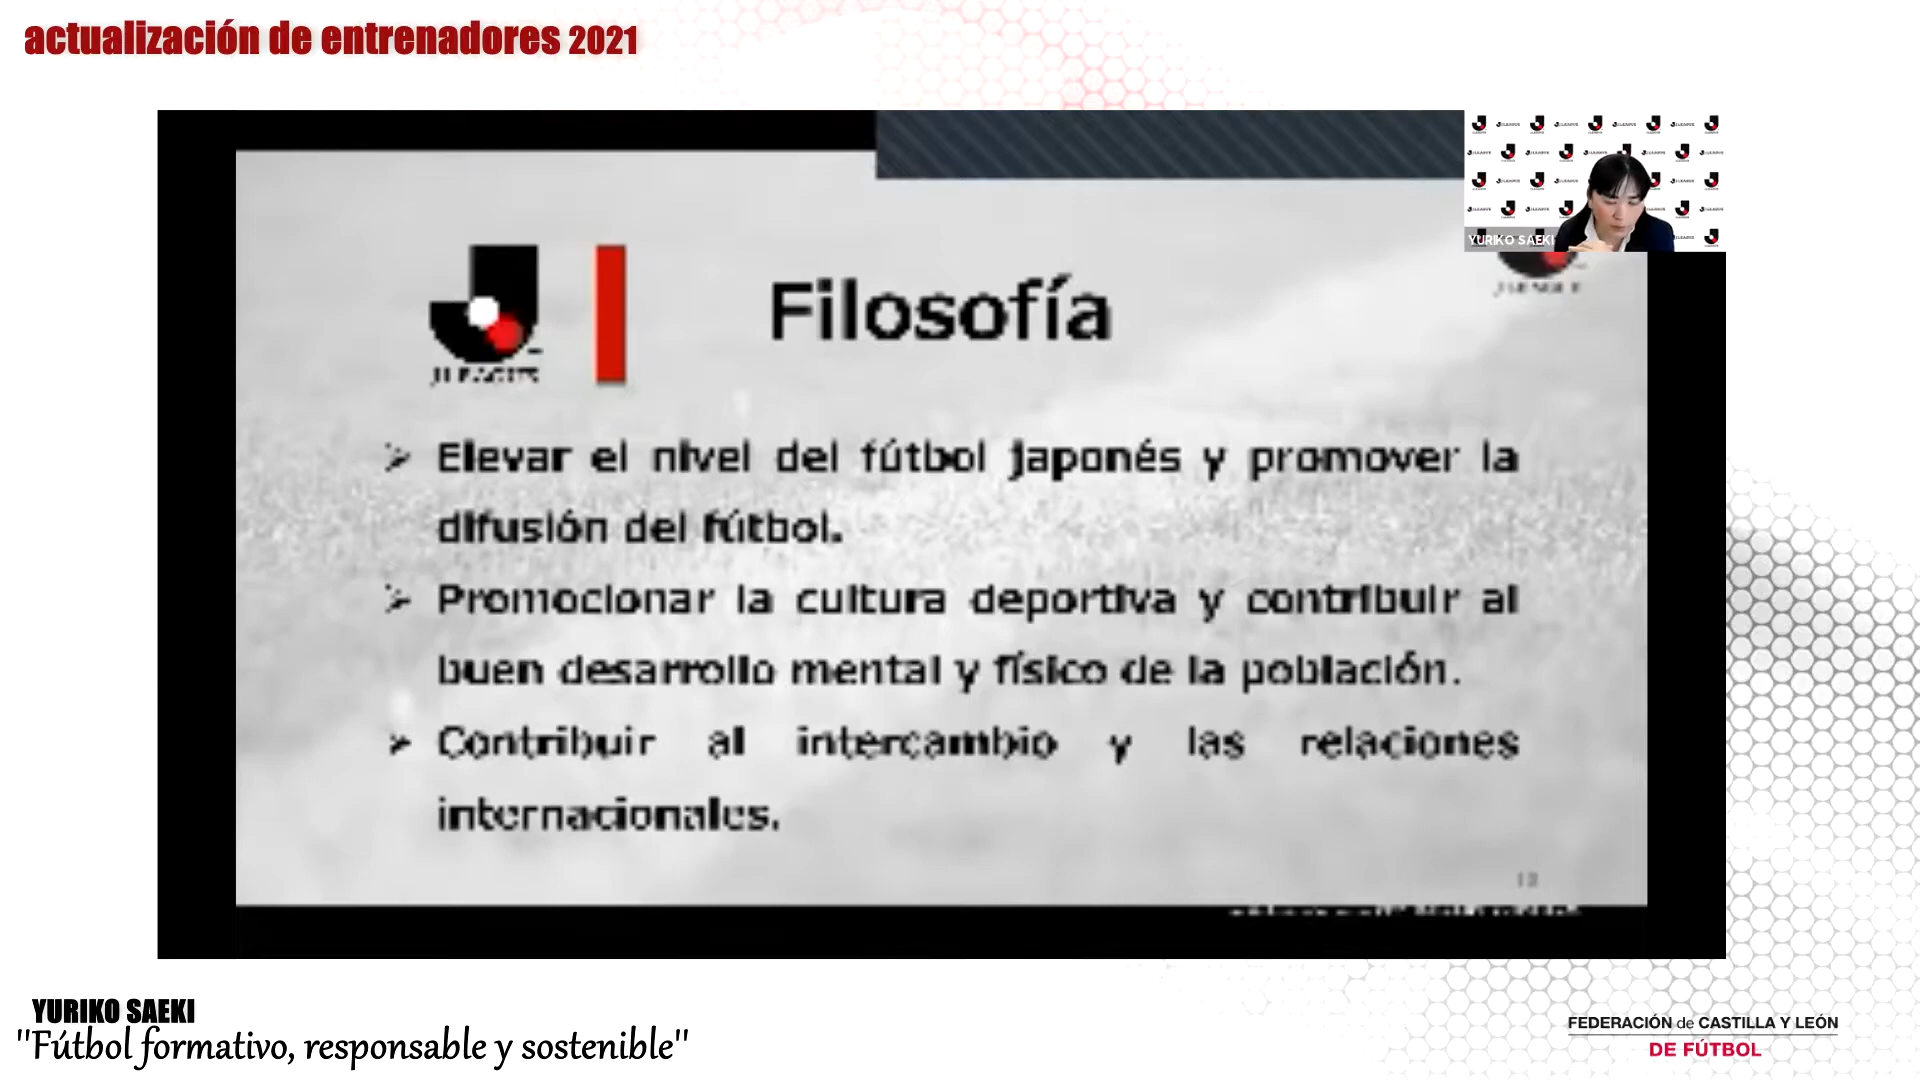 actualización de entrenadores 2021
YURIKO SAEKI
J.LEAGUE
Filosofía
Elevar el nivel del fútbol japonés y promover la
difusión del fútbol.
Promocionar la cultura deportiva y contribuir al
buen desarrollo mental y físico de la población.
Contribuir al intercambio y las relaciones
internacionales.
YURIKO SAEKI
"Fútbol formativo, responsable y sostenible"
FEDERACIÓN de CASTILLA Y LEÓN
DE FÚTBOL